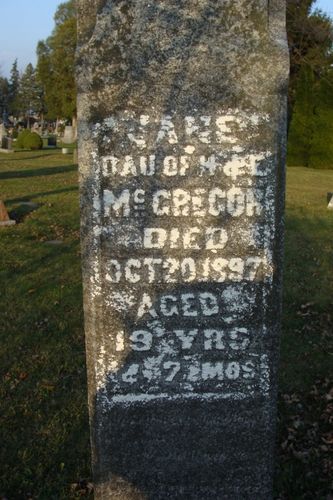 JANE
DAU OF H & E
McGREGOR
DIED
OCT 20, 1897
AGED
19 YRS
7 MOS